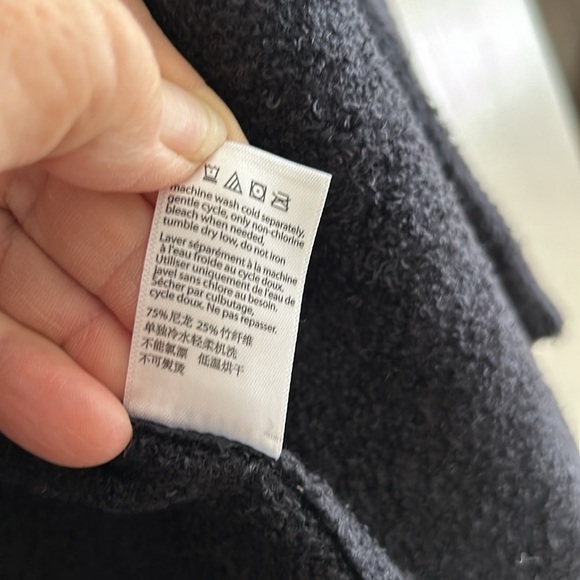 machine wash cold separately,
gentle cycle, only non-chlorine
bleach when needed,
tumble dry low, do not iron
Laver séparément à la machine
à l'eau froide au cycle doux.
Utiliser uniquement de l'eau de
Javel sans chlore au besoin.
Sécher par culbutage,
cycle doux. Ne pas repasser.
75%尼龙 25%竹纤维
单独冷水轻柔机洗
不能氯漂 低温烘干
不可熨烫